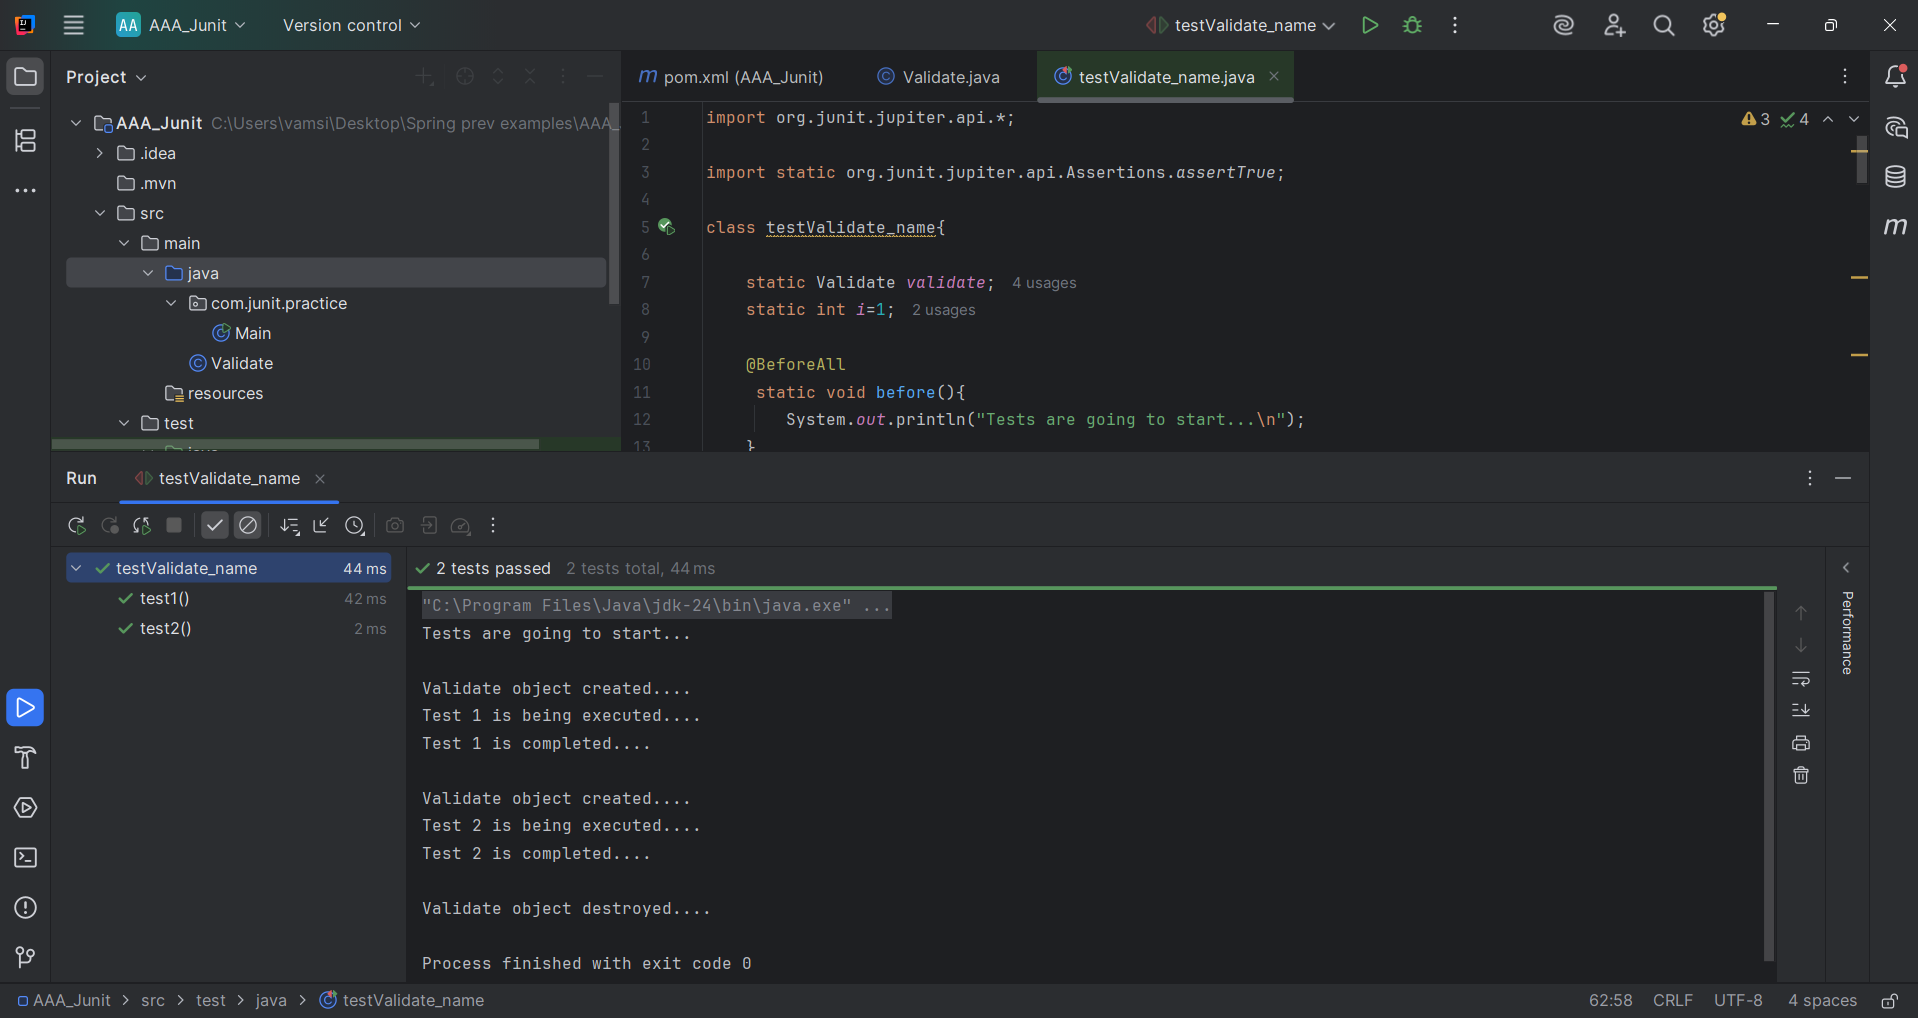 AA AAA_Junit Version control testValidate_name
Project
pom.xml (AAA_Junit) Validate.java testValidate_name.java
AAA_Junit C:\Users\vamsi\Desktop\Spring prev examples\AAA_
.idea
.mvn
src
main
java
com.junit.practice
Main
Validate
resources
test
1 import org.junit.jupiter.api.*;
3 4
2
3 import static org.junit.jupiter.api.Assertions.assertTrue;
4
5 class testValidate_name{
6
7 static Validate validate; 4 usages
8 static int i=1; 2 usages
9
10 @BeforeAll
11 static void before(){
12 System.out.println("Tests are going to start...\n");
13 }
Run testValidate_name
testValidate_name 44 ms
test1() 42 ms
test2() 2 ms
2 tests passed 2 tests total, 44 ms
"C:\Program Files\Java\jdk-24\bin\java.exe" ...
Tests are going to start...
Validate object created....
Test 1 is being executed....
Test 1 is completed....
Validate object created....
Test 2 is being executed....
Test 2 is completed....
Validate object destroyed....
Process finished with exit code 0
Performance
AAA_Junit > src > test > java > testValidate_name
62:58 CRLF UTF-8 4 spaces